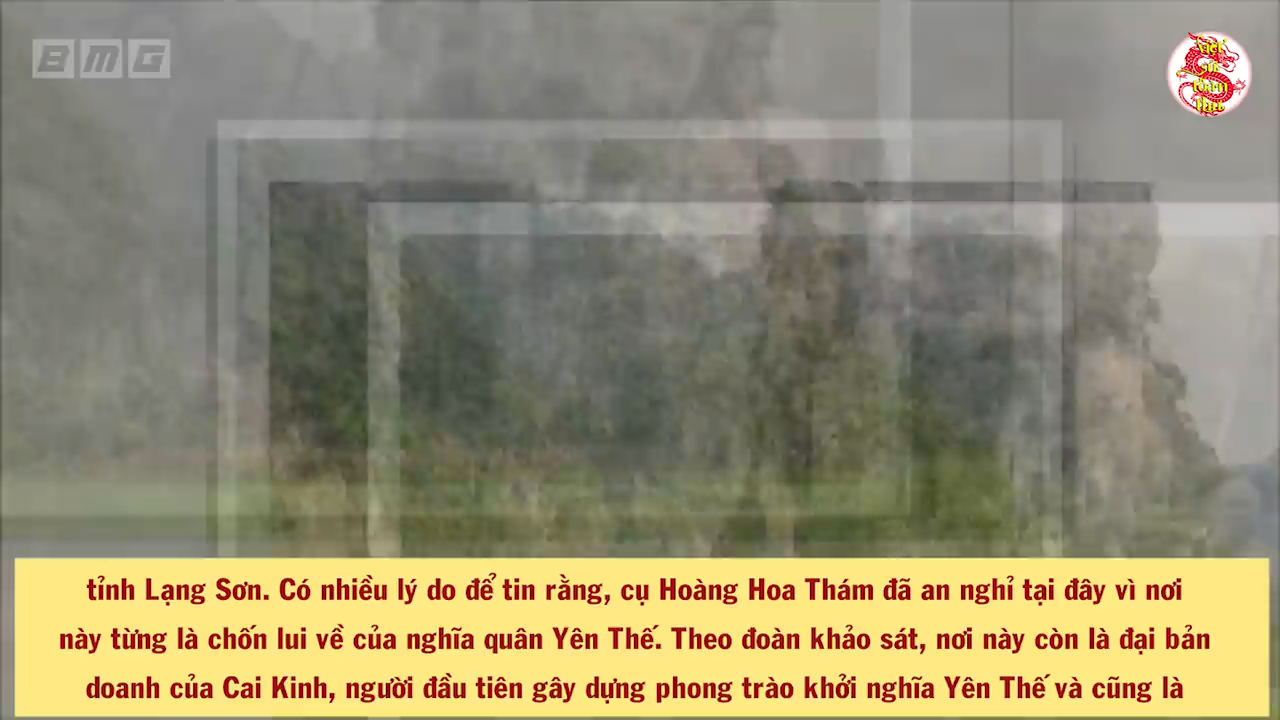 BMG
tỉnh Lạng Sơn. Có nhiều lý do để tin rằng, cụ Hoàng Hoa Thám đã an nghỉ tại đây vì nơi
này từng là chốn lui về của nghĩa quân Yên Thế. Theo đoàn khảo sát, nơi này còn là đại bản
doanh của Cai Kinh, người đầu tiên gây dựng phong trào khởi nghĩa Yên Thế và cũng là